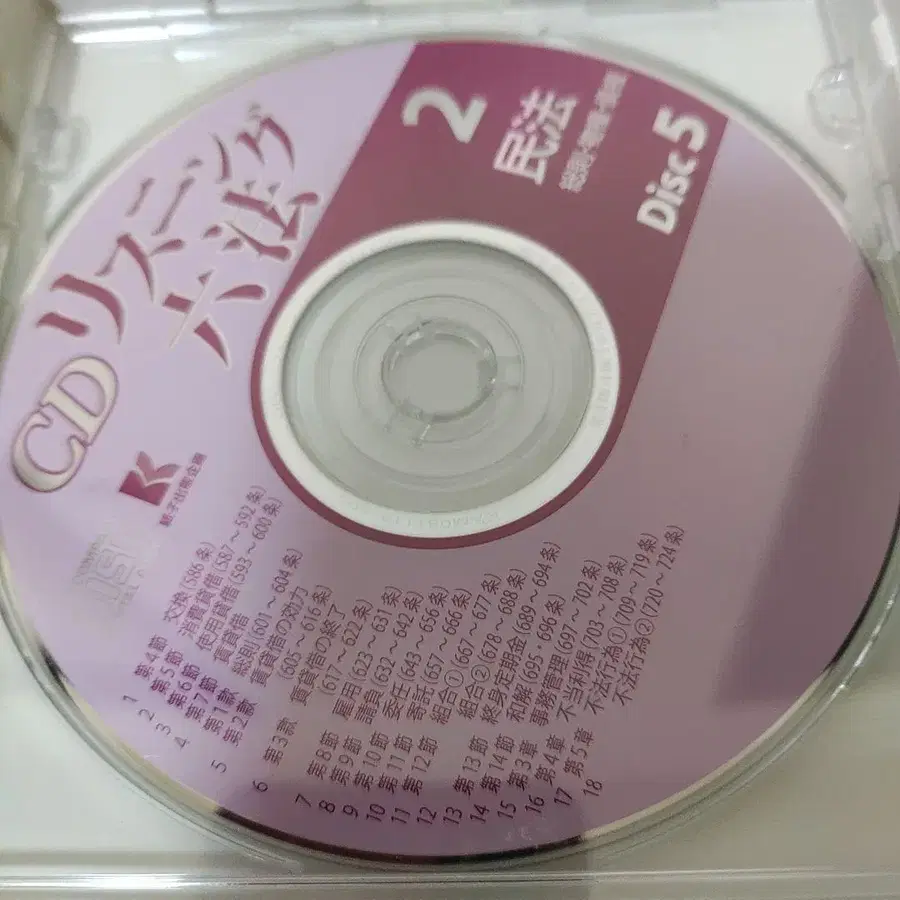 CD
リスニング
六法
2
民法
Disc 5
K
銀子出版企画
1 第4節 交換(586条)
2 第5節 消費貸借(587〜592条)
3 第6節 使用貸借(593〜600条)
4 第7節 賃貸借
第1款 総則(601〜604条)
5 第2款 賃貸借の効力
(605〜616条)
6 第3款 賃貸借の終了
(617〜622条)
7 第8節 雇用(623〜631条)
8 第9節 請負(632〜642条)
9 第10節 委任(643〜656条)
10 第11節 寄託(657〜666条)
11 第12節 組合①(667〜677条)
12 組合②(678〜688条)
13 第13節 終身定期金(689〜694条)
14 第14節 和解(695・696条)
15 第3章 事務管理(697〜702条)
16 第4章 不当利得(703〜708条)
17 第5章 不法行為①(709〜719条)
18 不法行為②(720〜724条)